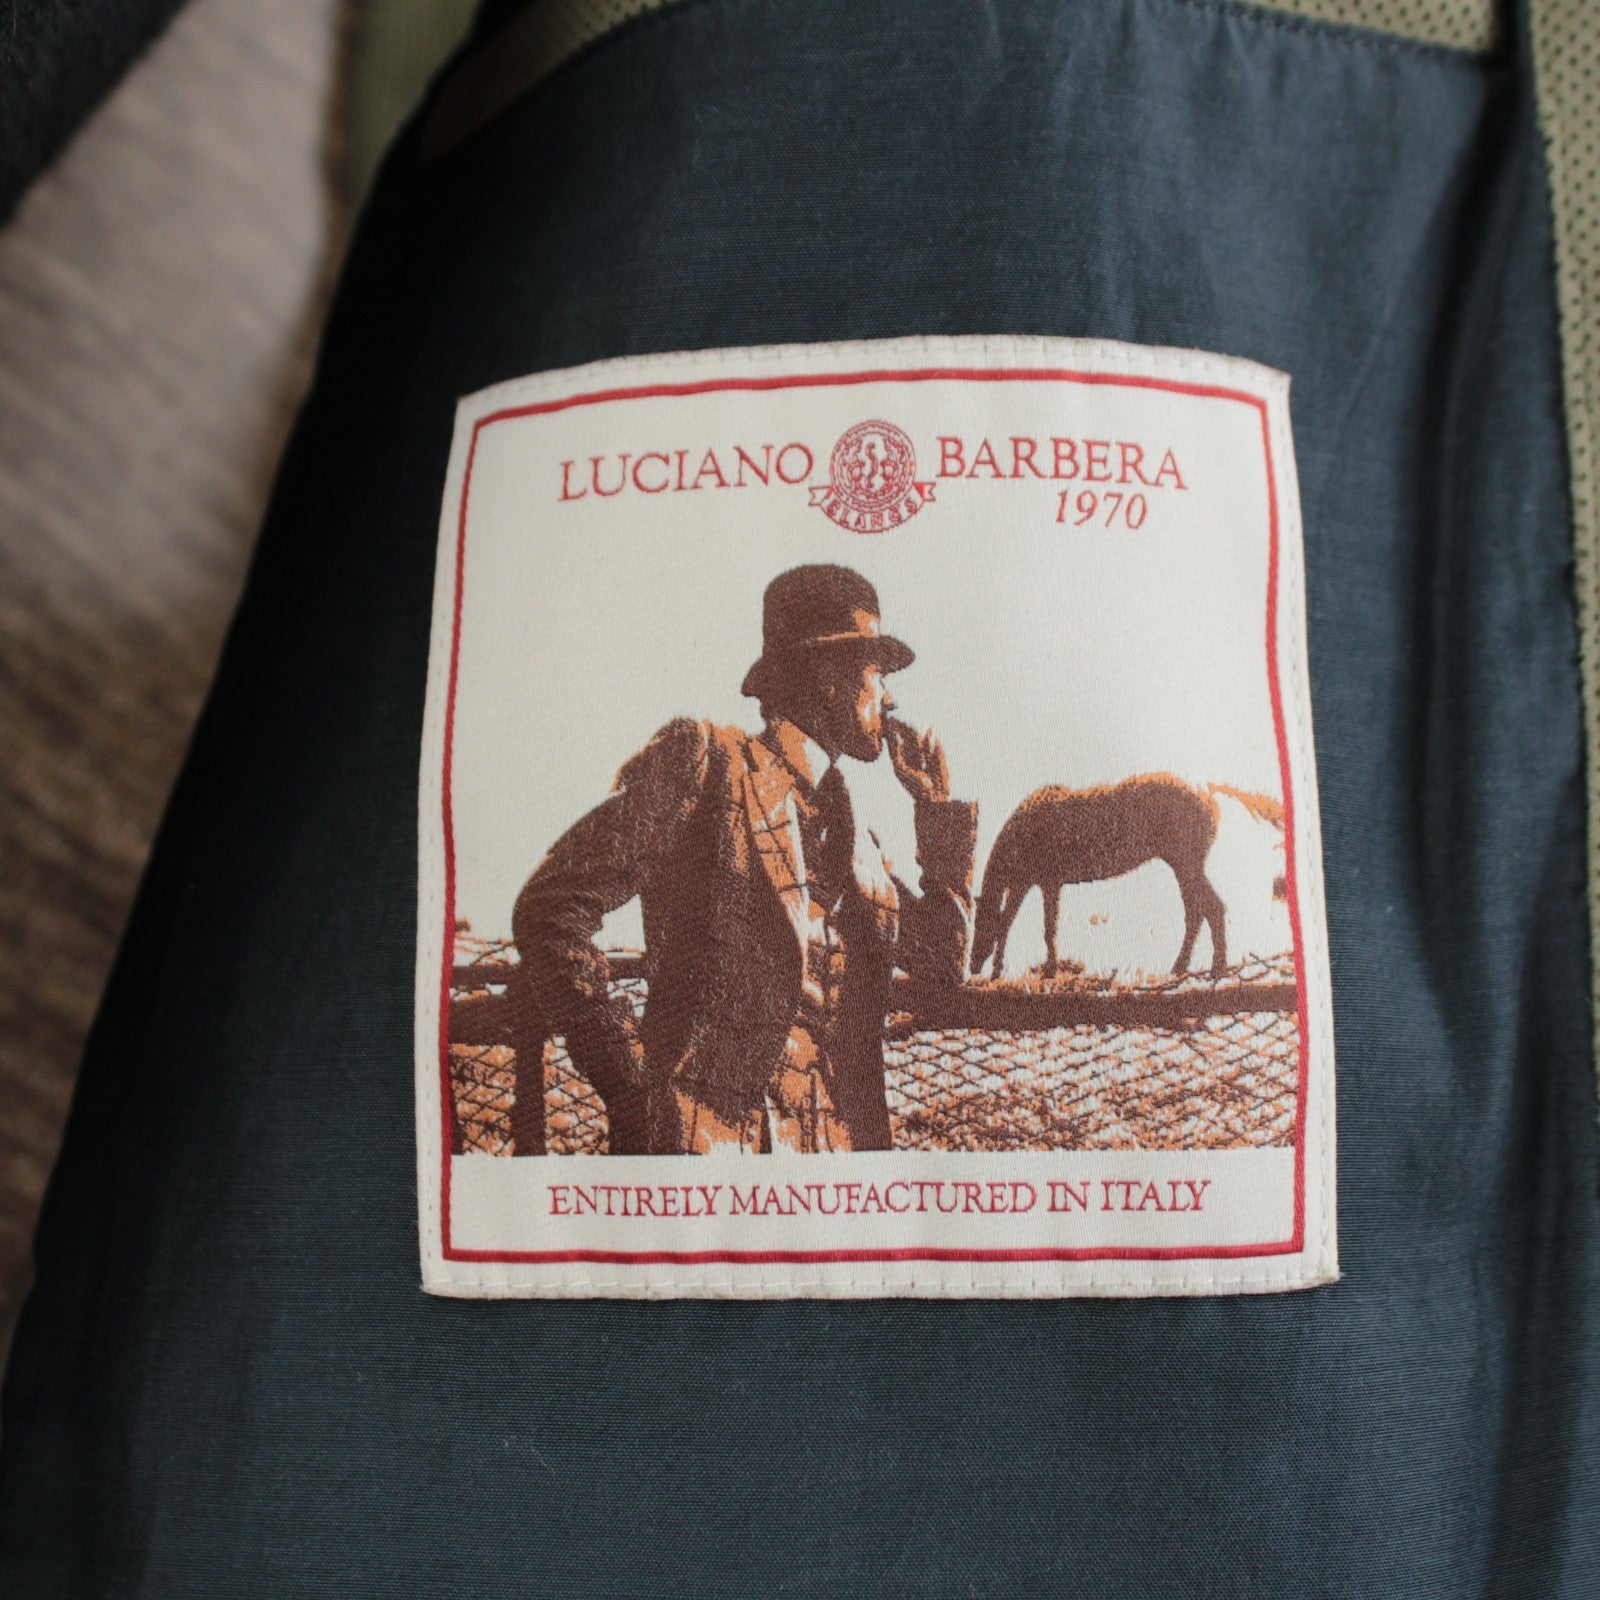 LUCIANO BARBERA
1970
ENTIRELY MANUFACTURED IN ITALY